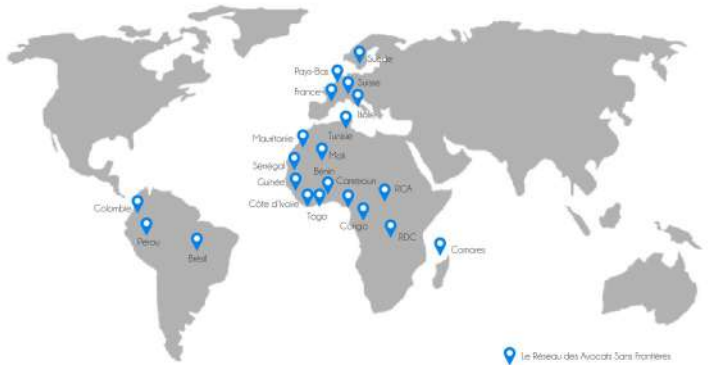 Suède
Pays-Bas
Suisse
France
Italie
Tunisie
Mauritanie
Mali
Sénégal
Bénin
Guinée
Cameroun
RCA
Côte d'Ivoire
Togo
Congo
Colombie
RDC
Pérou
Brésil
Comores
Le Réseau des Avocats Sans Frontières